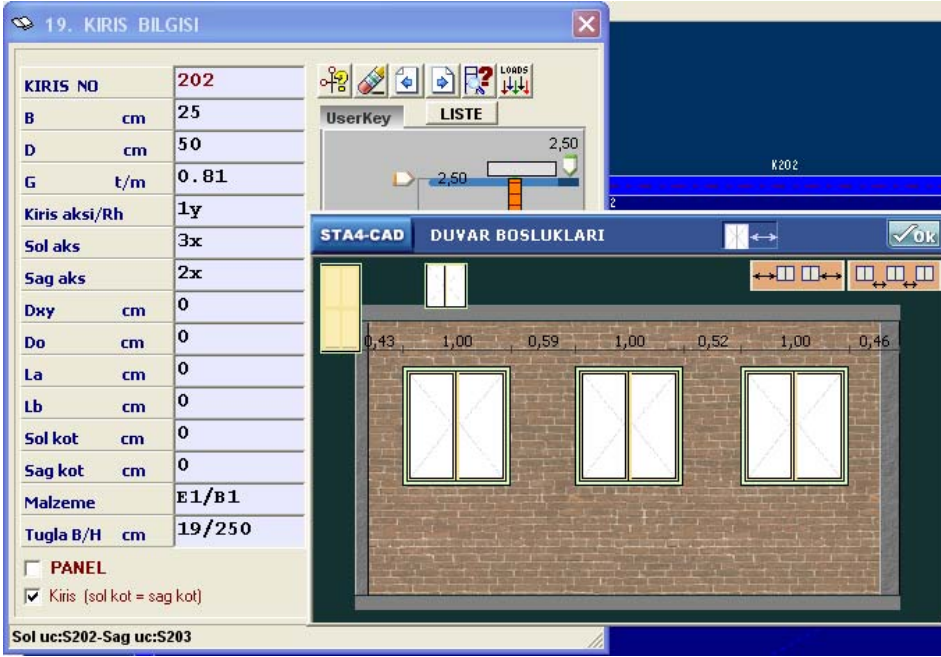 19. KIRIS BILGISI
KIRIS NO 202
B cm 25
D cm 50
G t/m 0.81
Kiris aksi/Rh 1y
Sol aks 3x
Sag aks 2x
Dxy cm 0
Do cm 0
La cm 0
Lb cm 0
Sol kot cm 0
Sag kot cm 0
Malzeme E1/B1
Tugla B/H cm 19/250
PANEL
Kiris (sol kot = sag kot)
Sol uc:S202-Sag uc:S203
LOADS
UserKey LISTE
2,50
2,50
K202
2
STA4-CAD DUVAR BOSLUKLARI OK
0,43 1,00 0,59 1,00 0,52 1,00 0,46